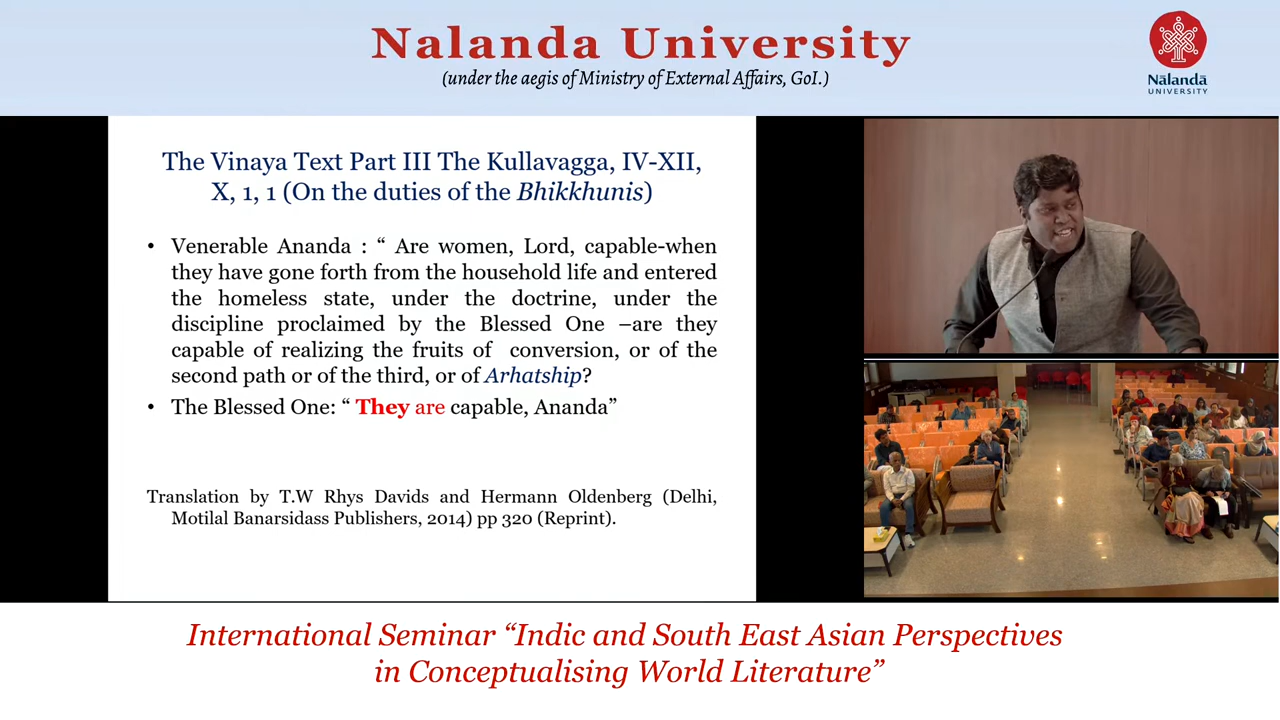 Nalanda University
(under the aegis of Ministry of External Affairs, GoI.)
Nālandā
UNIVERSITY
The Vinaya Text Part III The Kullavagga, IV-XII,
X, 1, 1 (On the duties of the Bhikkhunis)
• Venerable Ananda : “ Are women, Lord, capable-when
they have gone forth from the household life and entered
the homeless state, under the doctrine, under the
discipline proclaimed by the Blessed One –are they
capable of realizing the fruits of conversion, or of the
second path or of the third, or of Arhatship?
• The Blessed One: “ They are capable, Ananda”
Translation by T.W Rhys Davids and Hermann Oldenberg (Delhi,
Motilal Banarsidass Publishers, 2014) pp 320 (Reprint).
International Seminar “Indic and South East Asian Perspectives
in Conceptualising World Literature”